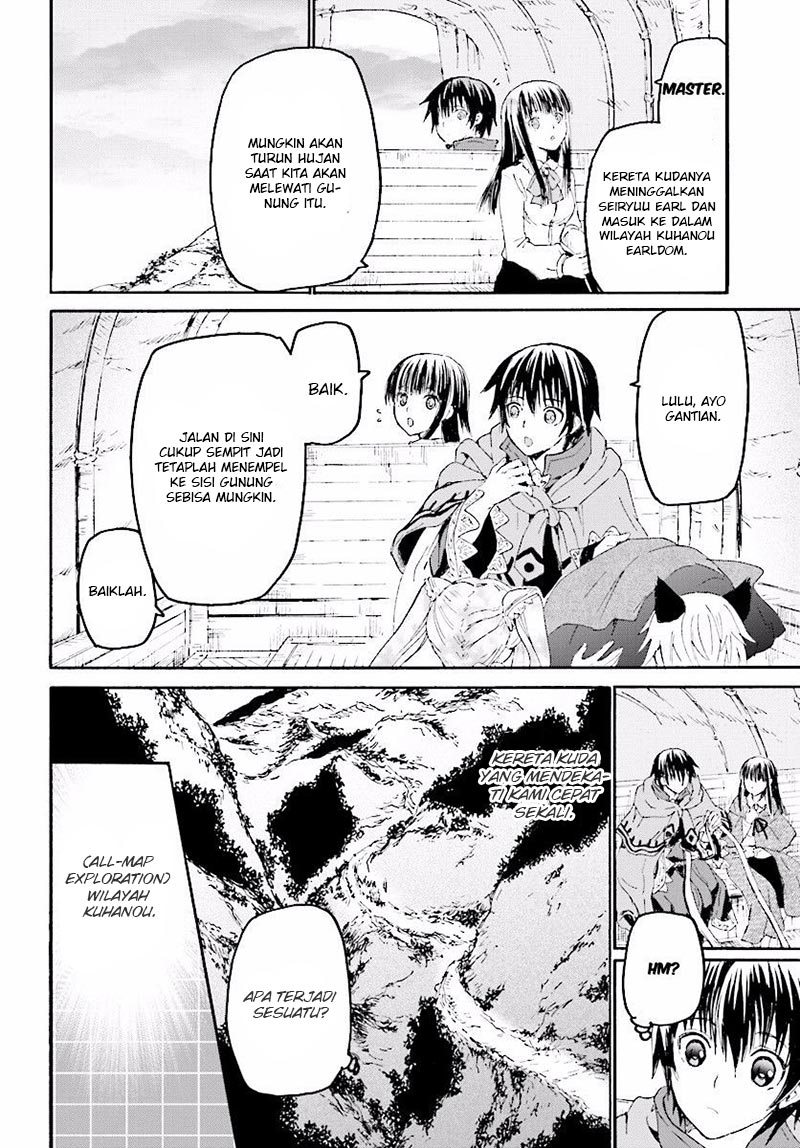 MASTER.
KERETA KUDANYA
MENINGGALKAN
SEIRYUU EARL DAN
MASUK KE DALAM
WILAYAH KUHANOU
EARLDOM.
MUNGKIN AKAN
TURUN HUJAN
SAAT KITA AKAN
MELEWATI GU-
NUNG ITU.
LULU, AYO
GANTIAN.
BAIK.
JALAN DI SINI
CUKUP SEMPIT JADI
TETAPLAH MENEMPEL
KE SISI GUNUNG
SEBISA MUNGKIN.
BAIKLAH.
HM?
KERETA KUDA
YANG MENDEKA-
TI KAMI CEPAT
SEKALI.
APA TERJADI
SESUATU?
(ALL-MAP
EXPLORATION)
WILAYAH
KUHANOU.